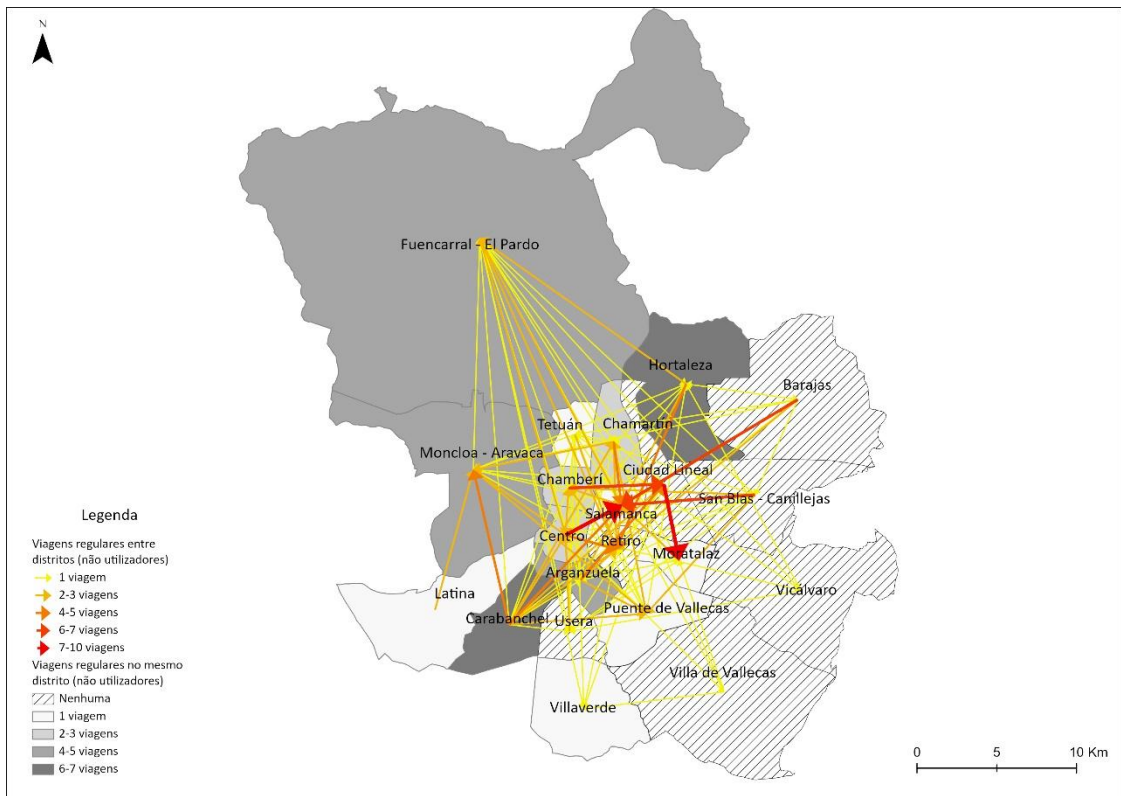 N
Fuencarral - El Pardo
Hortaleza
Barajas
Tetuán
Chamartín
Moncloa - Aravaca
Ciudad Lineal
Chamberí
San Blas - Canillejas
Salamanca
Centro
Retiro
Moratalaz
Arganzuela
Latina
Vicálvaro
Carabanchel
Usera
Puente de Vallecas
Villa de Vallecas
Villaverde
Legenda
Viagens regulares entre
distritos (não utilizadores)
1 viagem
2-3 viagens
4-5 viagens
6-7 viagens
7-10 viagens
Viagens regulares no mesmo
distrito (não utilizadores)
Nenhuma
1 viagem
2-3 viagens
4-5 viagens
6-7 viagens
0 5 10 Km